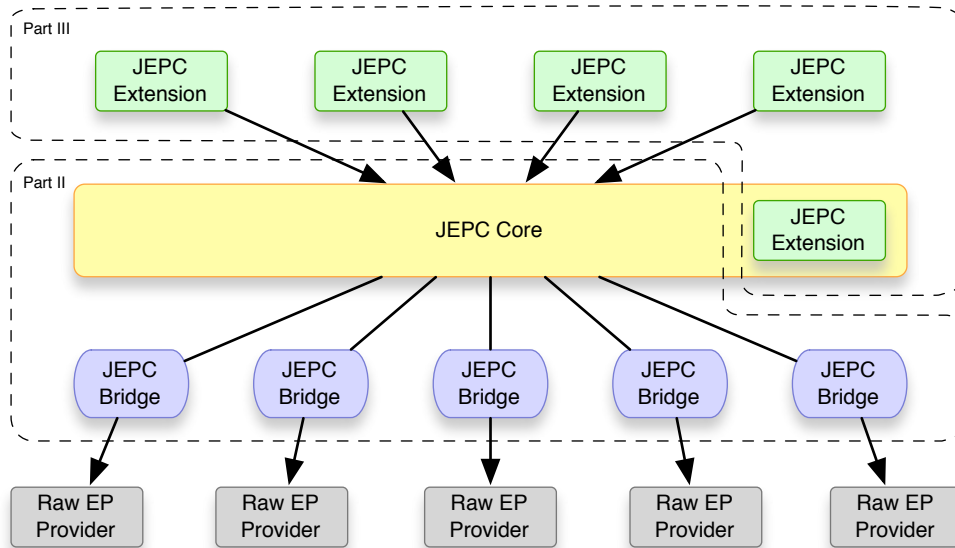 Part III
JEPC
Extension
JEPC
Extension
JEPC
Extension
JEPC
Extension
Part II
JEPC Core
JEPC
Extension
JEPC
Bridge
JEPC
Bridge
JEPC
Bridge
JEPC
Bridge
JEPC
Bridge
Raw EP
Provider
Raw EP
Provider
Raw EP
Provider
Raw EP
Provider
Raw EP
Provider